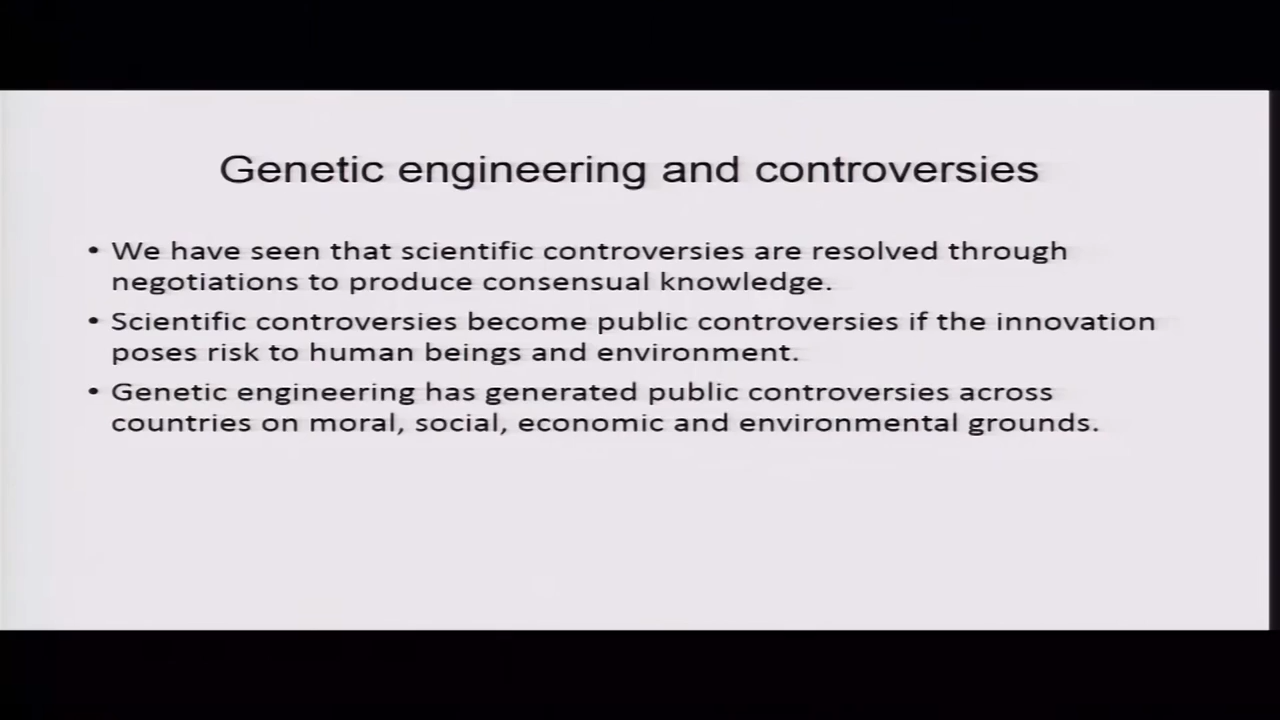 Genetic engineering and controversies
• We have seen that scientific controversies are resolved through
negotiations to produce consensual knowledge.
• Scientific controversies become public controversies if the innovation
poses risk to human beings and environment.
• Genetic engineering has generated public controversies across
countries on moral, social, economic and environmental grounds.